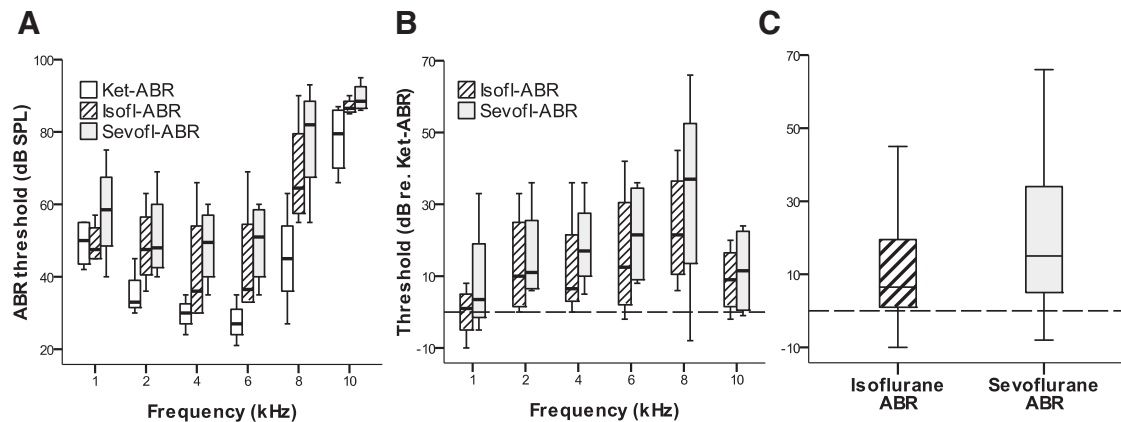 A
ABR threshold (dB SPL)
100
80
60
40
20
Ket-ABR
Isofl-ABR
Sevofl-ABR
1 2 4 6 8 10
Frequency (kHz)
B
Threshold (dB re. Ket-ABR)
70
50
30
10
-10
Isofl-ABR
Sevofl-ABR
1 2 4 6 8 10
Frequency (kHz)
C
70
50
30
10
-10
Isoflurane
ABR
Sevoflurane
ABR